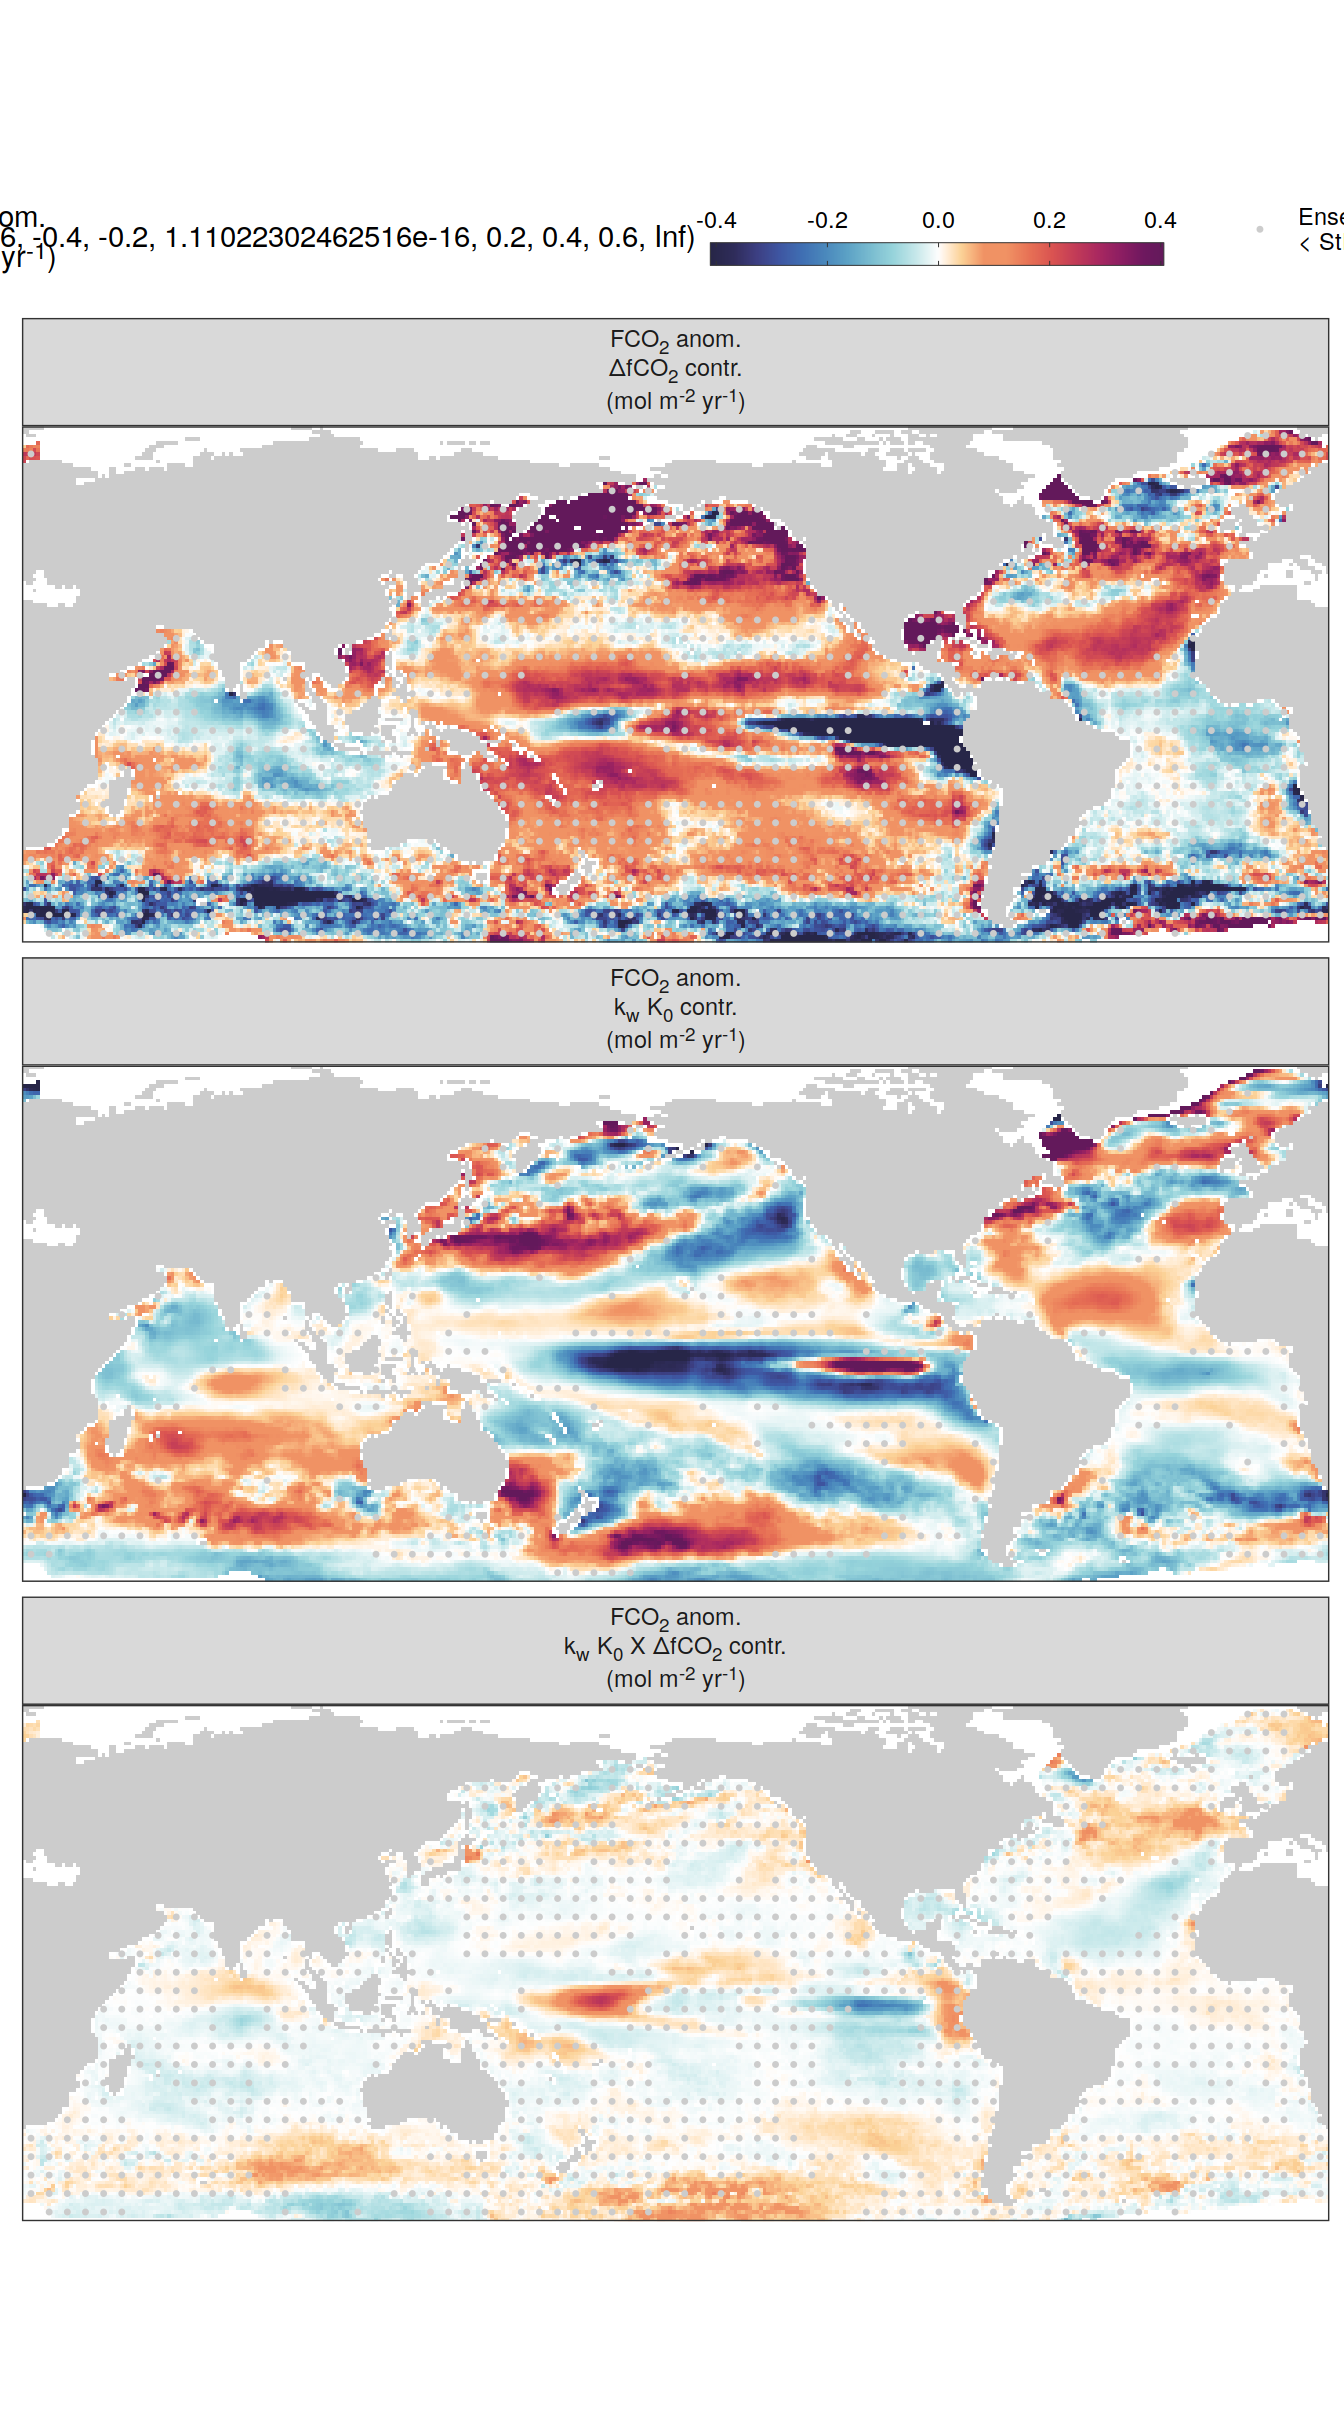 om.
6, -0.4, -0.2, 1.11022302462516e-16, 0.2, 0.4, 0.6, Inf)
yr-1)
-0.4 -0.2 0.0 0.2 0.4
Ense
< St
FCO2 anom.
ΔfCO2 contr.
(mol m-2 yr-1)
FCO2 anom.
kw K0 contr.
(mol m-2 yr-1)
FCO2 anom.
kw K0 X ΔfCO2 contr.
(mol m-2 yr-1)